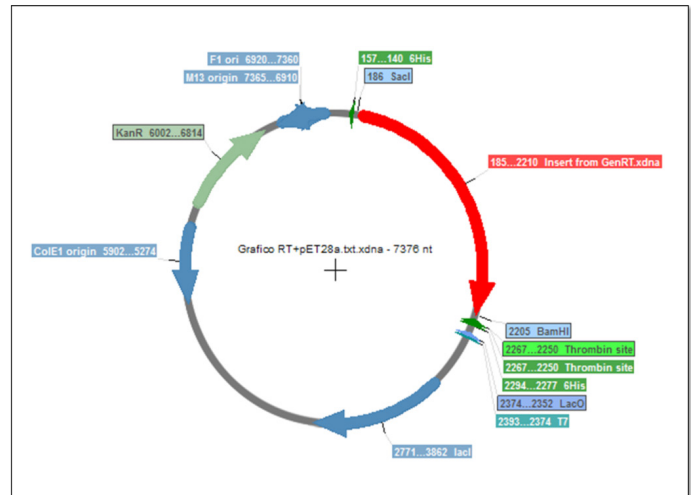 F1 ori 6920...7360
157...140 6His
M13 origin 7365...6910
186 SacI
KanR 6002...6814
185...2210 Insert from GenRT.xdna
ColE1 origin 5902...5274
Grafico RT+pET28a.txt.xdna - 7376 nt
2205 BamHI
2267...2250 Thrombin site
2267...2250 Thrombin site
2294...2277 6His
2374...2352 LacO
2393...2374 T7
2771...3862 lacI